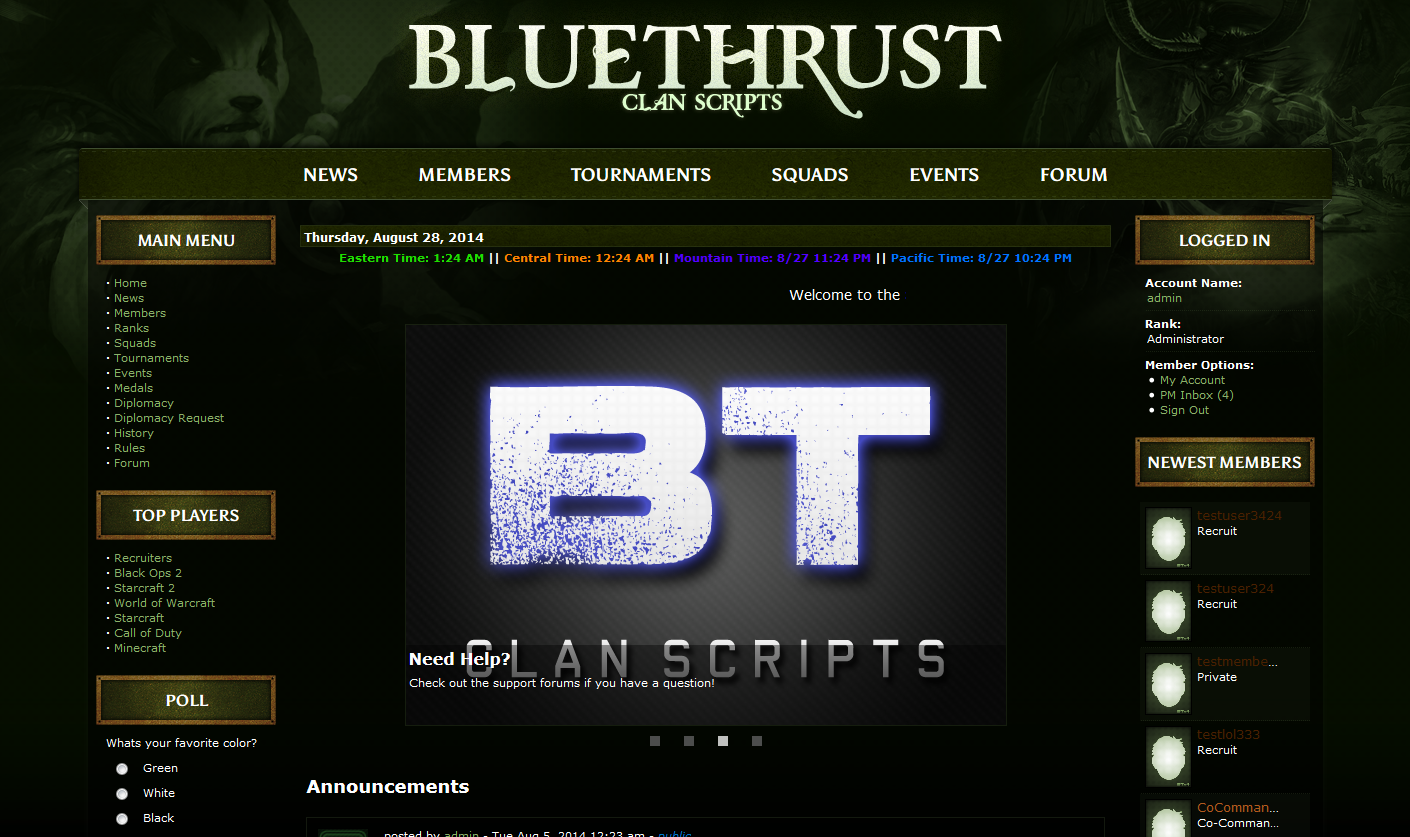 BLUETHRUST
CLAN SCRIPTS
NEWS MEMBERS TOURNAMENTS SQUADS EVENTS FORUM
MAIN MENU
· Home
· News
· Members
· Ranks
· Squads
· Tournaments
· Events
· Medals
· Diplomacy
· Diplomacy Request
· History
· Rules
· Forum
TOP PLAYERS
· Recruiters
· Black Ops 2
· Starcraft 2
· World of Warcraft
· Starcraft
· Call of Duty
· Minecraft
POLL
Whats your favorite color?
Green
White
Black
Thursday, August 28, 2014
Eastern Time: 1:24 AM || Central Time: 12:24 AM || Mountain Time: 8/27 11:24 PM || Pacific Time: 8/27 10:24 PM
Welcome to the
BT
CLAN SCRIPTS
Need Help?
Check out the support forums if you have a question!
Announcements
posted by admin - Tue Aug 5, 2014 12:23 am - public
LOGGED IN
Account Name:
admin
Rank:
Administrator
Member Options:
• My Account
• PM Inbox (4)
• Sign Out
NEWEST MEMBERS
testuser3424
Recruit
testuser324
Recruit
testmembe...
Private
testlol333
Recruit
CoComman...
Co-Comman...